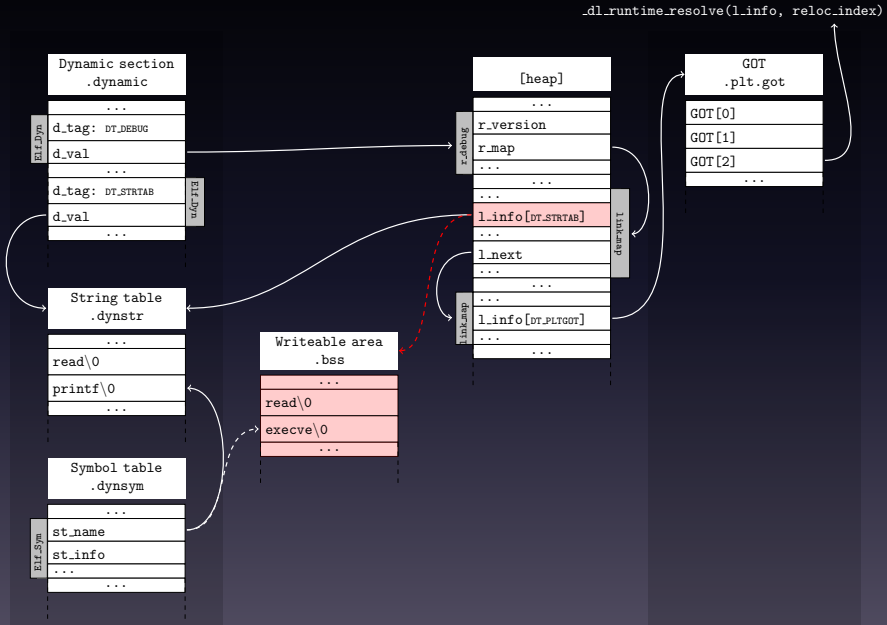 _dl_runtime_resolve(l_info, reloc_index)
Dynamic section
.dynamic
...
Elf_Dyn
d_tag: DT_DEBUG
d_val
...
d_tag: DT_STRTAB
Elf_Dyn
d_val
...
String table
.dynstr
...
read\0
printf\0
...
Symbol table
.dynsym
...
Elf_Sym
st_name
st_info
...
...
Writeable area
.bss
...
read\0
execve\0
...
[heap]
...
r_debug
r_version
r_map
...
...
...
link_map
l_info[DT_STRTAB]
...
l_next
...
...
link_map
l_info[DT_PLTGOT]
...
...
GOT
.plt.got
GOT[0]
GOT[1]
GOT[2]
...